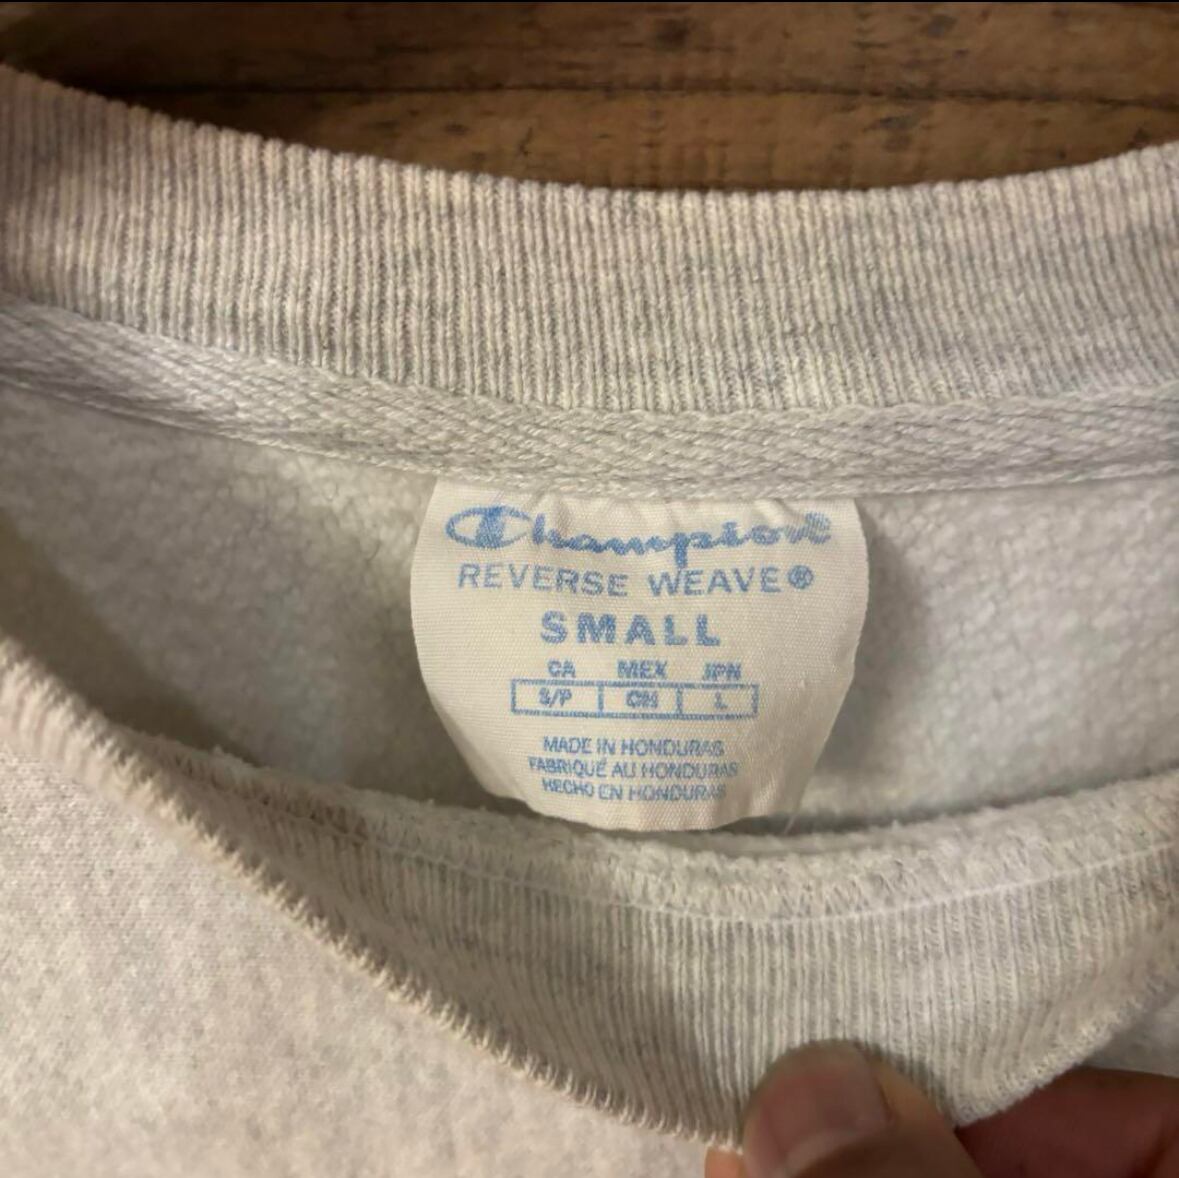 Champion®
REVERSE WEAVE®
SMALL
CA MEX JPN
S/P CH L
MADE IN HONDURAS
FABRIQUÉ AU HONDURAS
HECHO EN HONDURAS